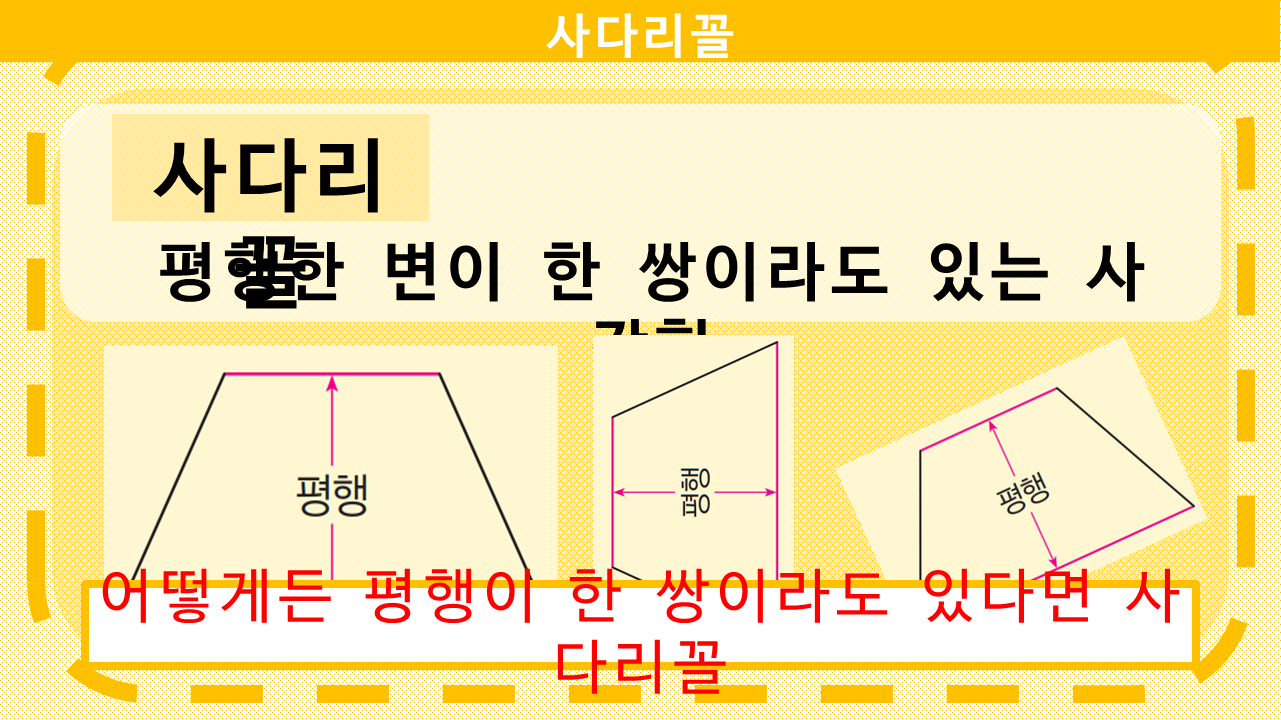 사다리꼴
사다리
꼴
평행한 변이 한 쌍이라도 있는 사
각형
평행
평행
평행
어떻게든 평행이 한 쌍이라도 있다면 사
다리꼴